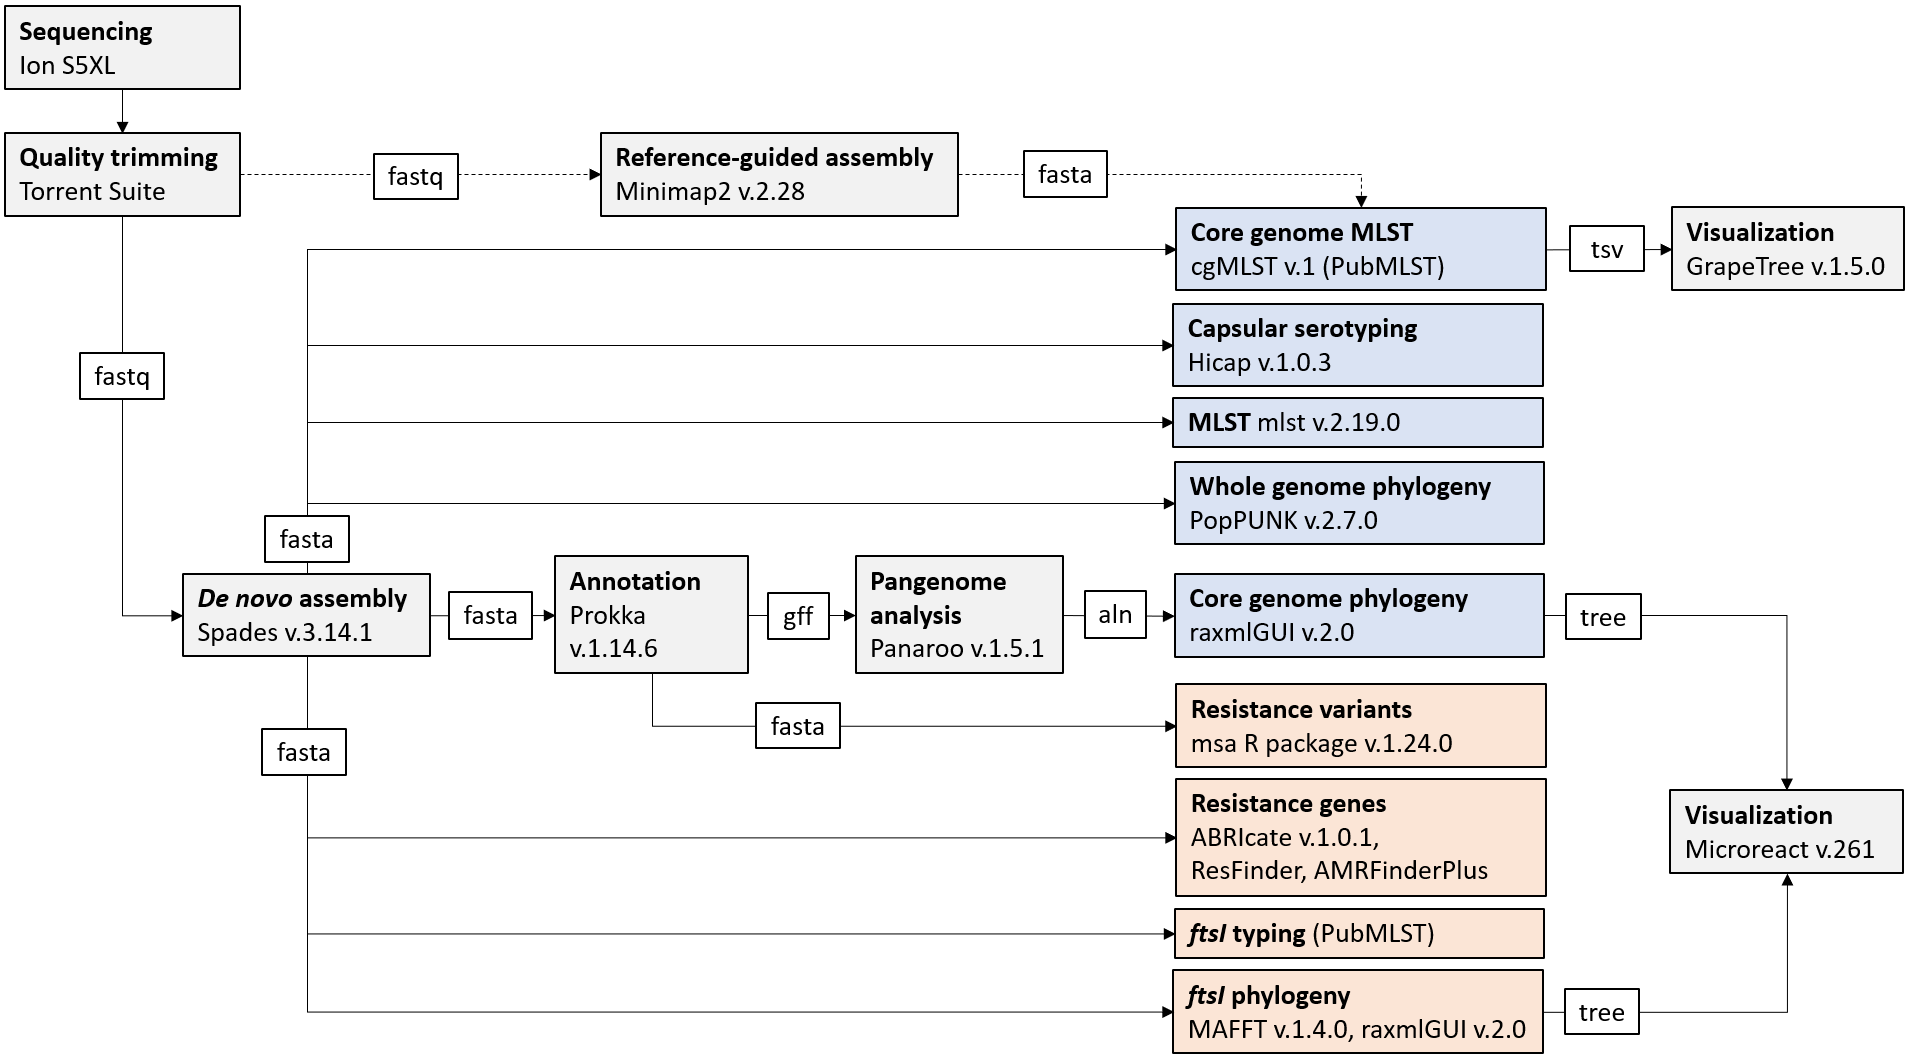 Sequencing
Ion S5XL
Quality trimming
Torrent Suite
fastq
Reference-guided assembly
Minimap2 v.2.28
fasta
Core genome MLST
cgMLST v.1 (PubMLST)
tsv
Visualization
GrapeTree v.1.5.0
Capsular serotyping
Hicap v.1.0.3
fastq
MLST mlst v.2.19.0
Whole genome phylogeny
PopPUNK v.2.7.0
fasta
De novo assembly
Spades v.3.14.1
fasta
Annotation
Prokka
v.1.14.6
gff
Pangenome
analysis
Panaroo v.1.5.1
aln
Core genome phylogeny
raxmlGUI v.2.0
tree
fasta
Resistance variants
msa R package v.1.24.0
fasta
Resistance genes
ABRIcate v.1.0.1,
ResFinder, AMRFinderPlus
Visualization
Microreact v.261
ftsI typing (PubMLST)
ftsI phylogeny
MAFFT v.1.4.0, raxmlGUI v.2.0
tree